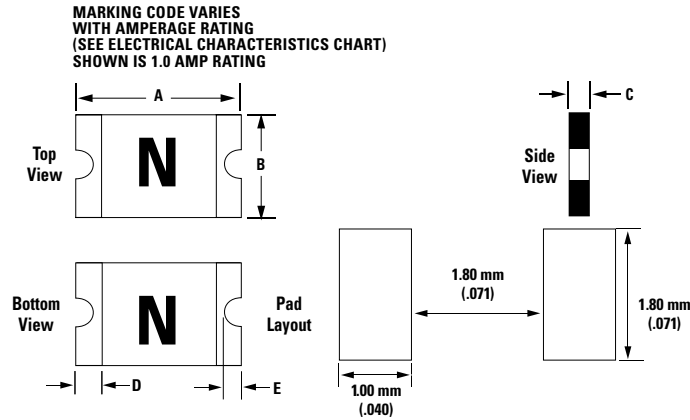 MARKING CODE VARIES
WITH AMPERAGE RATING
(SEE ELECTRICAL CHARACTERISTICS CHART)
SHOWN IS 1.0 AMP RATING
A
C
Top
View
N
B
Side
View
Bottom
View
N
Pad
Layout
1.80 mm
(.071)
1.80 mm
(.071)
D
E
1.00 mm
(.040)